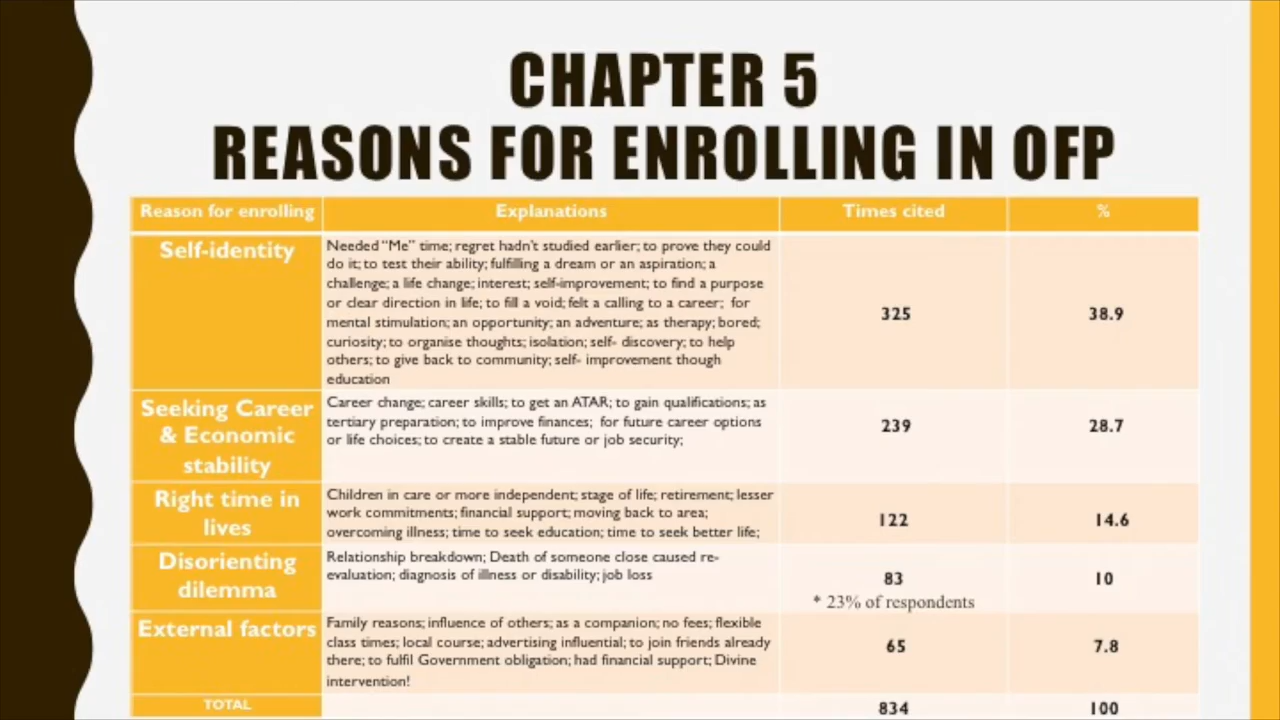 CHAPTER 5
REASONS FOR ENROLLING IN OFP
Reason for enrolling
Explanations
Times cited
%
Self-identity
Needed “Me” time; regret hadn't studied earlier; to prove they could
do it; to test their ability; fulfilling a dream or an aspiration; a
challenge; a life change; interest; self-improvement; to find a purpose
or clear direction in life; to fill a void; felt a calling to a career; for
mental stimulation; an opportunity; an adventure; as therapy; bored;
curiosity; to organise thoughts; isolation; self- discovery; to help
others; to give back to community; self- improvement though
education
325
38.9
Seeking Career
& Economic
stability
Career change; career skills; to get an ATAR; to gain qualifications; as
tertiary preparation; to improve finances; for future career options
or life choices; to create a stable future or job security;
239
28.7
Right time in
lives
Children in care or more independent; stage of life; retirement; lesser
work commitments; financial support; moving back to area;
overcoming illness; time to seek education; time to seek better life;
122
14.6
Disorienting
dilemma
Relationship breakdown; Death of someone close caused re-
evaluation; diagnosis of illness or disability; job loss
83
* 23% of respondents
10
External factors
Family reasons; influence of others; as a companion; no fees; flexible
class times; local course; advertising influential; to join friends already
there; to fulfil Government obligation; had financial support; Divine
intervention!
65
7.8
TOTAL
834
100